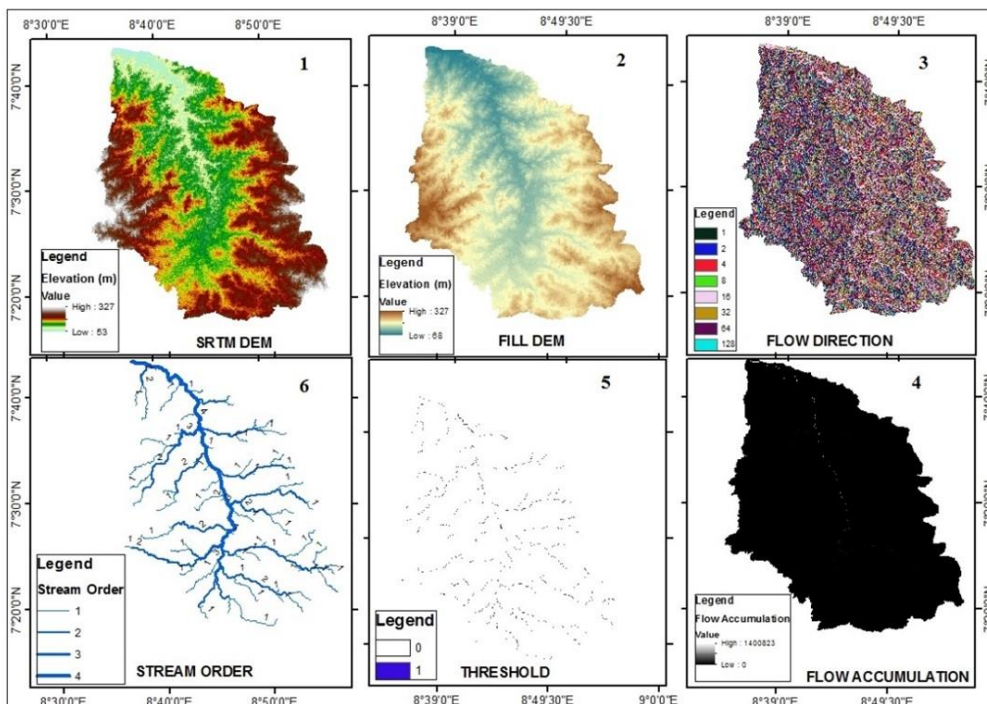 8°30'0"E 8°40'0"E 8°50'0"E
8°39'0"E 8°49'30"E
8°39'0"E 8°49'30"E
7°40'0"N
7°30'0"N
7°20'0"N
1
Legend
Elevation (m)
Value
High : 327
Low : 53
SRTM DEM
2
Legend
Elevation (m)
Value
High : 327
Low : 68
FILL DEM
3
Legend
1
2
4
8
16
32
64
128
FLOW DIRECTION
7°40'0"N
7°30'0"N
7°20'0"N
6
Legend
Stream Order
1
2
3
4
STREAM ORDER
5
Legend
0
1
THRESHOLD
4
Legend
Flow Accumulation
Value
High : 1400823
Low : 0
FLOW ACCUMULATION
8°30'0"E 8°40'0"E 8°50'0"E
8°39'0"E 8°49'30"E 9°0'0"E
8°39'0"E 8°49'30"E